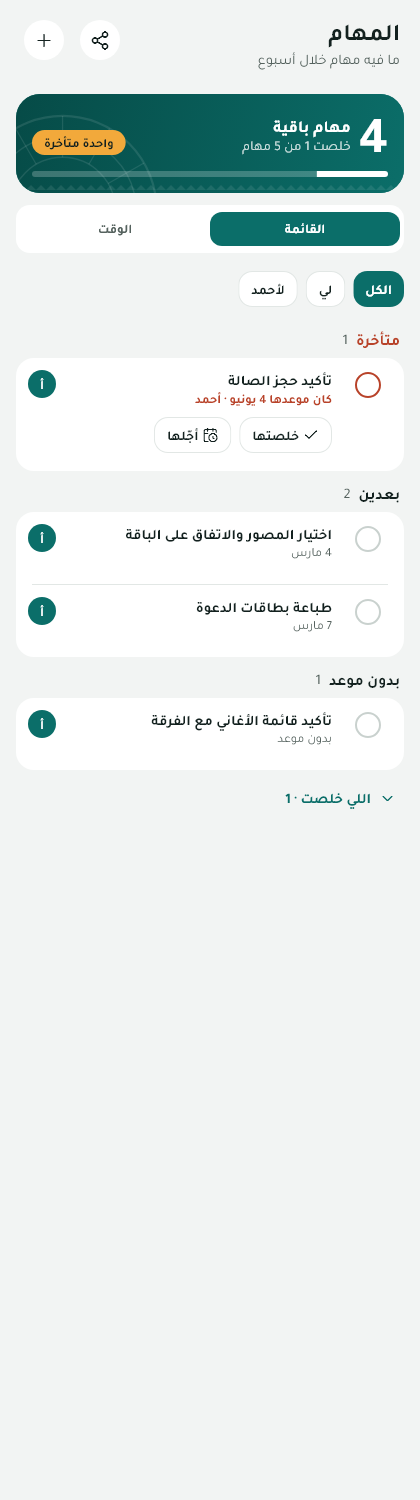 المهام
ما فيه مهام خلال أسبوع
4 مهام باقية
خلصت 1 من 5 مهام
واحدة متأخرة
القائمة
الوقت
الكل
لي
لأحمد
متأخرة 1
تأكيد حجز الصالة
أ
كان موعدها 4 يونيو · أحمد
خلصتها
أجّلها
بعدين 2
اختيار المصور والاتفاق على الباقة
أ
4 مارس
طباعة بطاقات الدعوة
أ
7 مارس
بدون موعد 1
تأكيد قائمة الأغاني مع الفرقة
أ
بدون موعد
اللي خلصت · 1